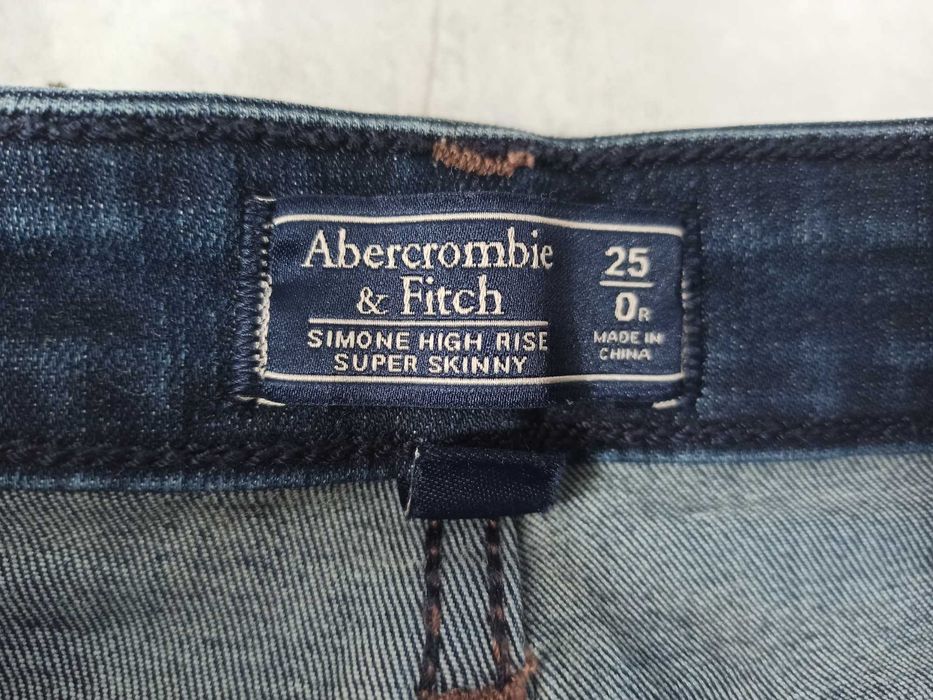 Abercrombie
& Fitch
SIMONE HIGH RISE
SUPER SKINNY
25
0R
MADE IN
CHINA